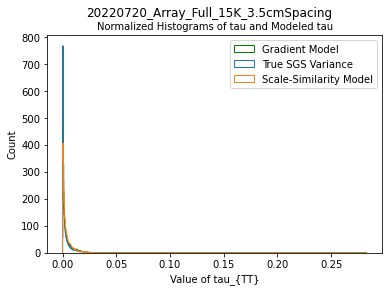 20220720_Array_Full_15K_3.5cmSpacing
Normalized Histograms of tau and Modeled tau
Gradient Model
True SGS Variance
Scale-Similarity Model
800
700
600
500
400
300
200
100
0
Count
0.00 0.05 0.10 0.15 0.20 0.25
Value of tau_{TT}